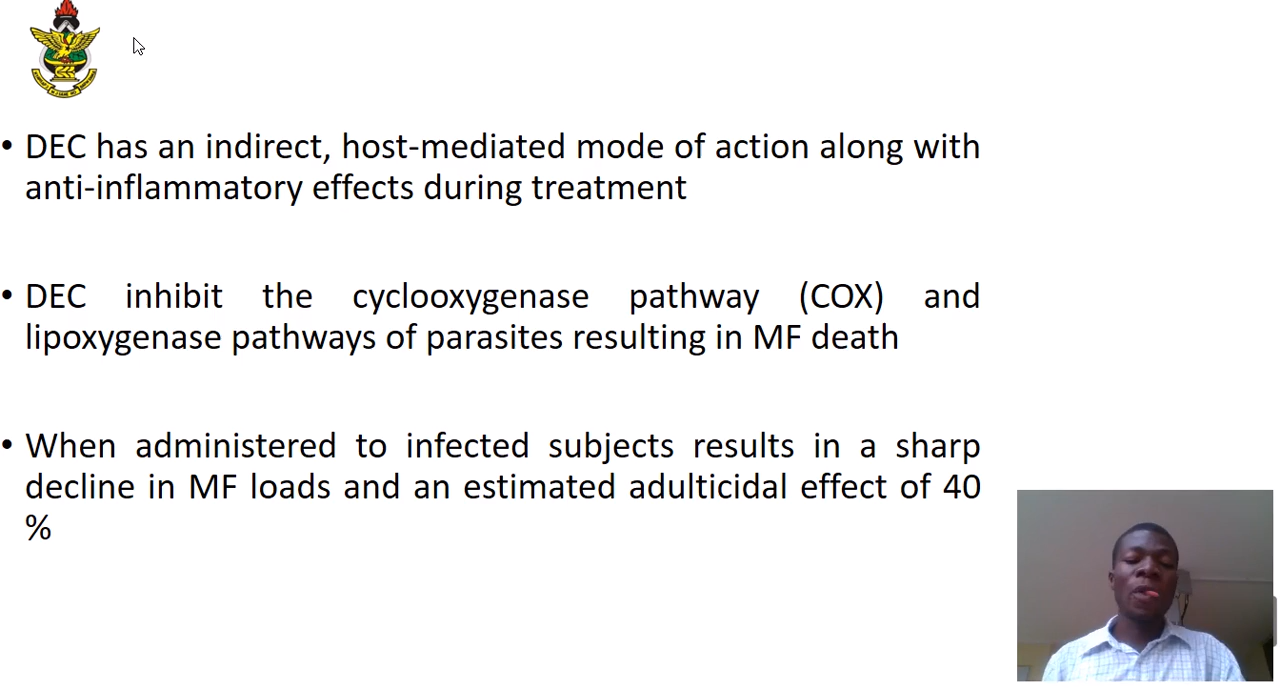 • DEC has an indirect, host-mediated mode of action along with
anti-inflammatory effects during treatment
• DEC inhibit the cyclooxygenase pathway (COX) and
lipoxygenase pathways of parasites resulting in MF death
• When administered to infected subjects results in a sharp
decline in MF loads and an estimated adulticidal effect of 40
%